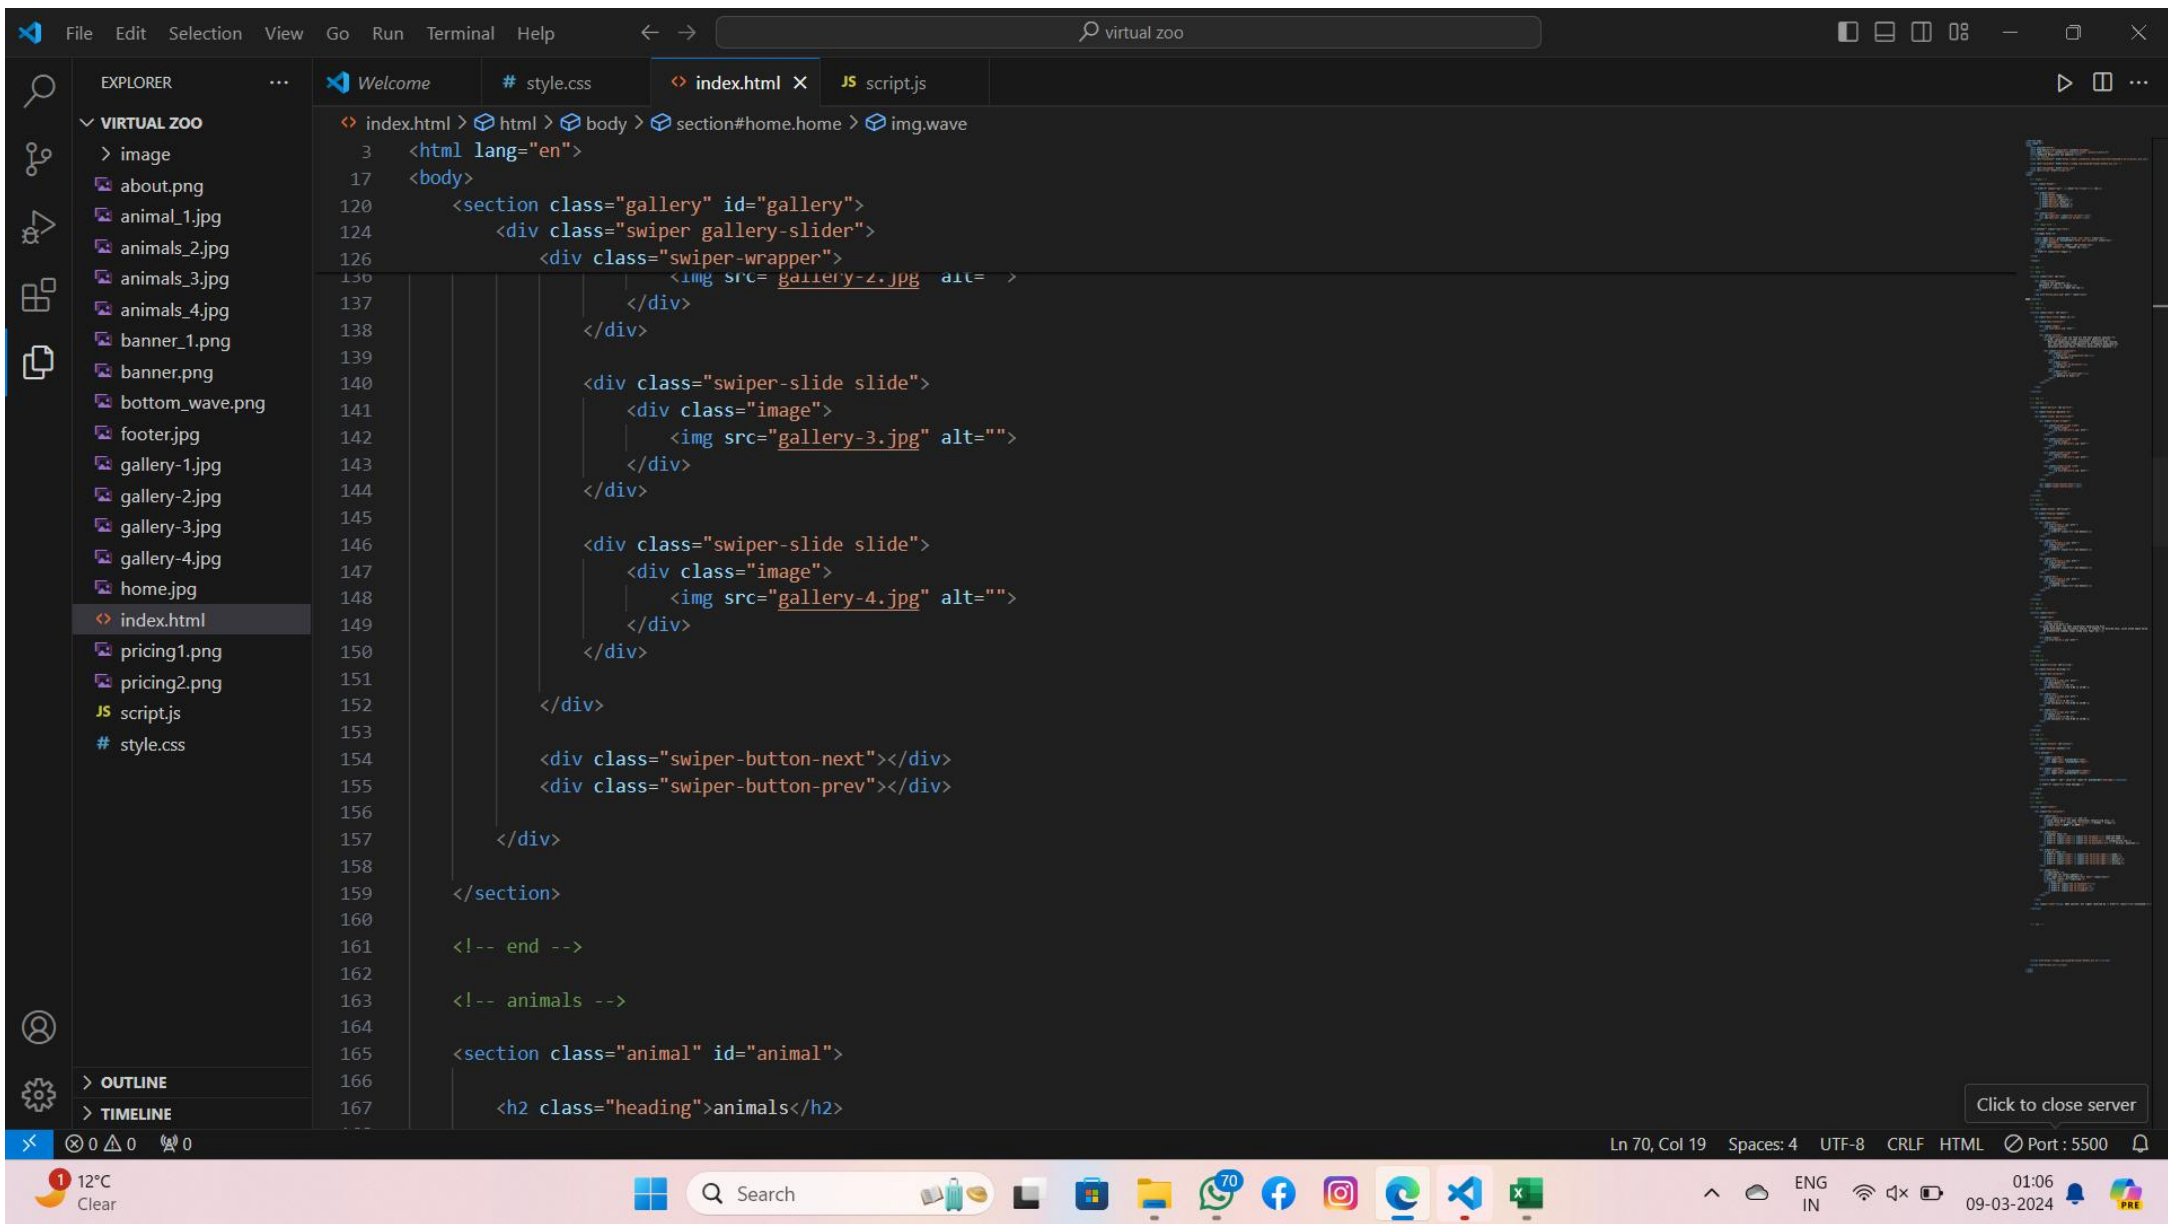 File Edit Selection View Go Run Terminal Help
virtual zoo
EXPLORER
Welcome
# style.css
index.html
JS script.js
VIRTUAL ZOO
image
about.png
animal_1.jpg
animals_2.jpg
animals_3.jpg
animals_4.jpg
banner_1.png
banner.png
bottom_wave.png
footer.jpg
gallery-1.jpg
gallery-2.jpg
gallery-3.jpg
gallery-4.jpg
home.jpg
<> index.html
pricing1.png
pricing2.png
JS script.js
# style.css
OUTLINE
TIMELINE
<> index.html > html > body > section#home.home > img.wave
3 <html lang="en">
17 <body>
120 <section class="gallery" id="gallery">
124 <div class="swiper gallery-slider">
126 <div class="swiper-wrapper">
136 <img src= gallery-2.jpg alt= >
137 </div>
138 </div>
139
140 <div class="swiper-slide slide">
141 <div class="image">
142 <img src="gallery-3.jpg" alt="">
143 </div>
144 </div>
145
146 <div class="swiper-slide slide">
147 <div class="image">
148 <img src="gallery-4.jpg" alt="">
149 </div>
150 </div>
151
152 </div>
153
154 <div class="swiper-button-next"></div>
155 <div class="swiper-button-prev"></div>
156
157 </div>
158
159 </section>
160
161 <!-- end -->
162
163 <!-- animals -->
164
165 <section class="animal" id="animal">
166
167 <h2 class="heading">animals</h2>
Click to close server
0 0 0
Ln 70, Col 19 Spaces: 4 UTF-8 CRLF HTML Port : 5500
1
12°C
Clear
Search
70
ENG
IN
01:06
09-03-2024
PRE